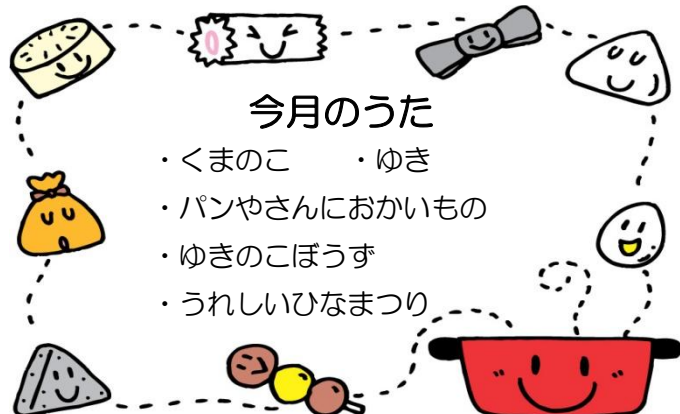 今月のうた
・くまのこ　　・ゆき
・パンやさんにおかいもの
・ゆきのこぼうず
・うれしいひなまつり